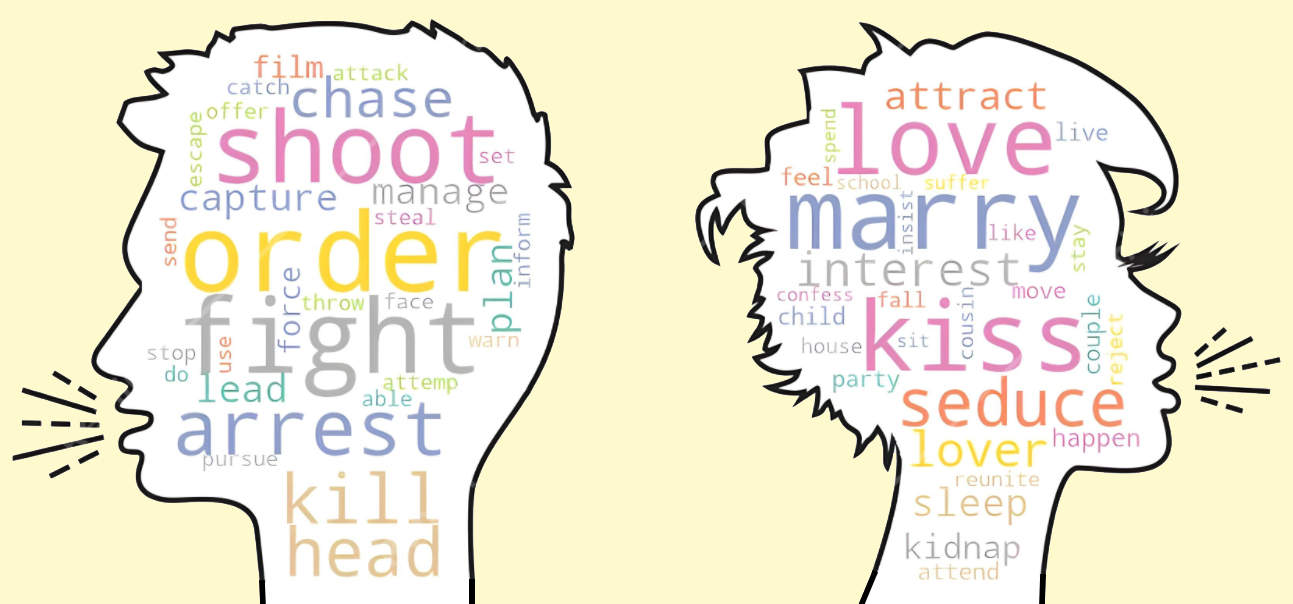 film
attack
catch
chase
offer
escape
shoot
set
capture
manage
steal
send
order
inform
plan
force
throw
face
fight
warn
stop
use
do
lead
attemp
able
arrest
pursue
kill
head
attract
spend
love
live
feel
school
suffer
marry
insist
like
stay
interest
confess
fall
move
child
cousin
couple
kiss
sit
house
reject
party
seduce
lover
happen
reunite
sleep
kidnap
attend